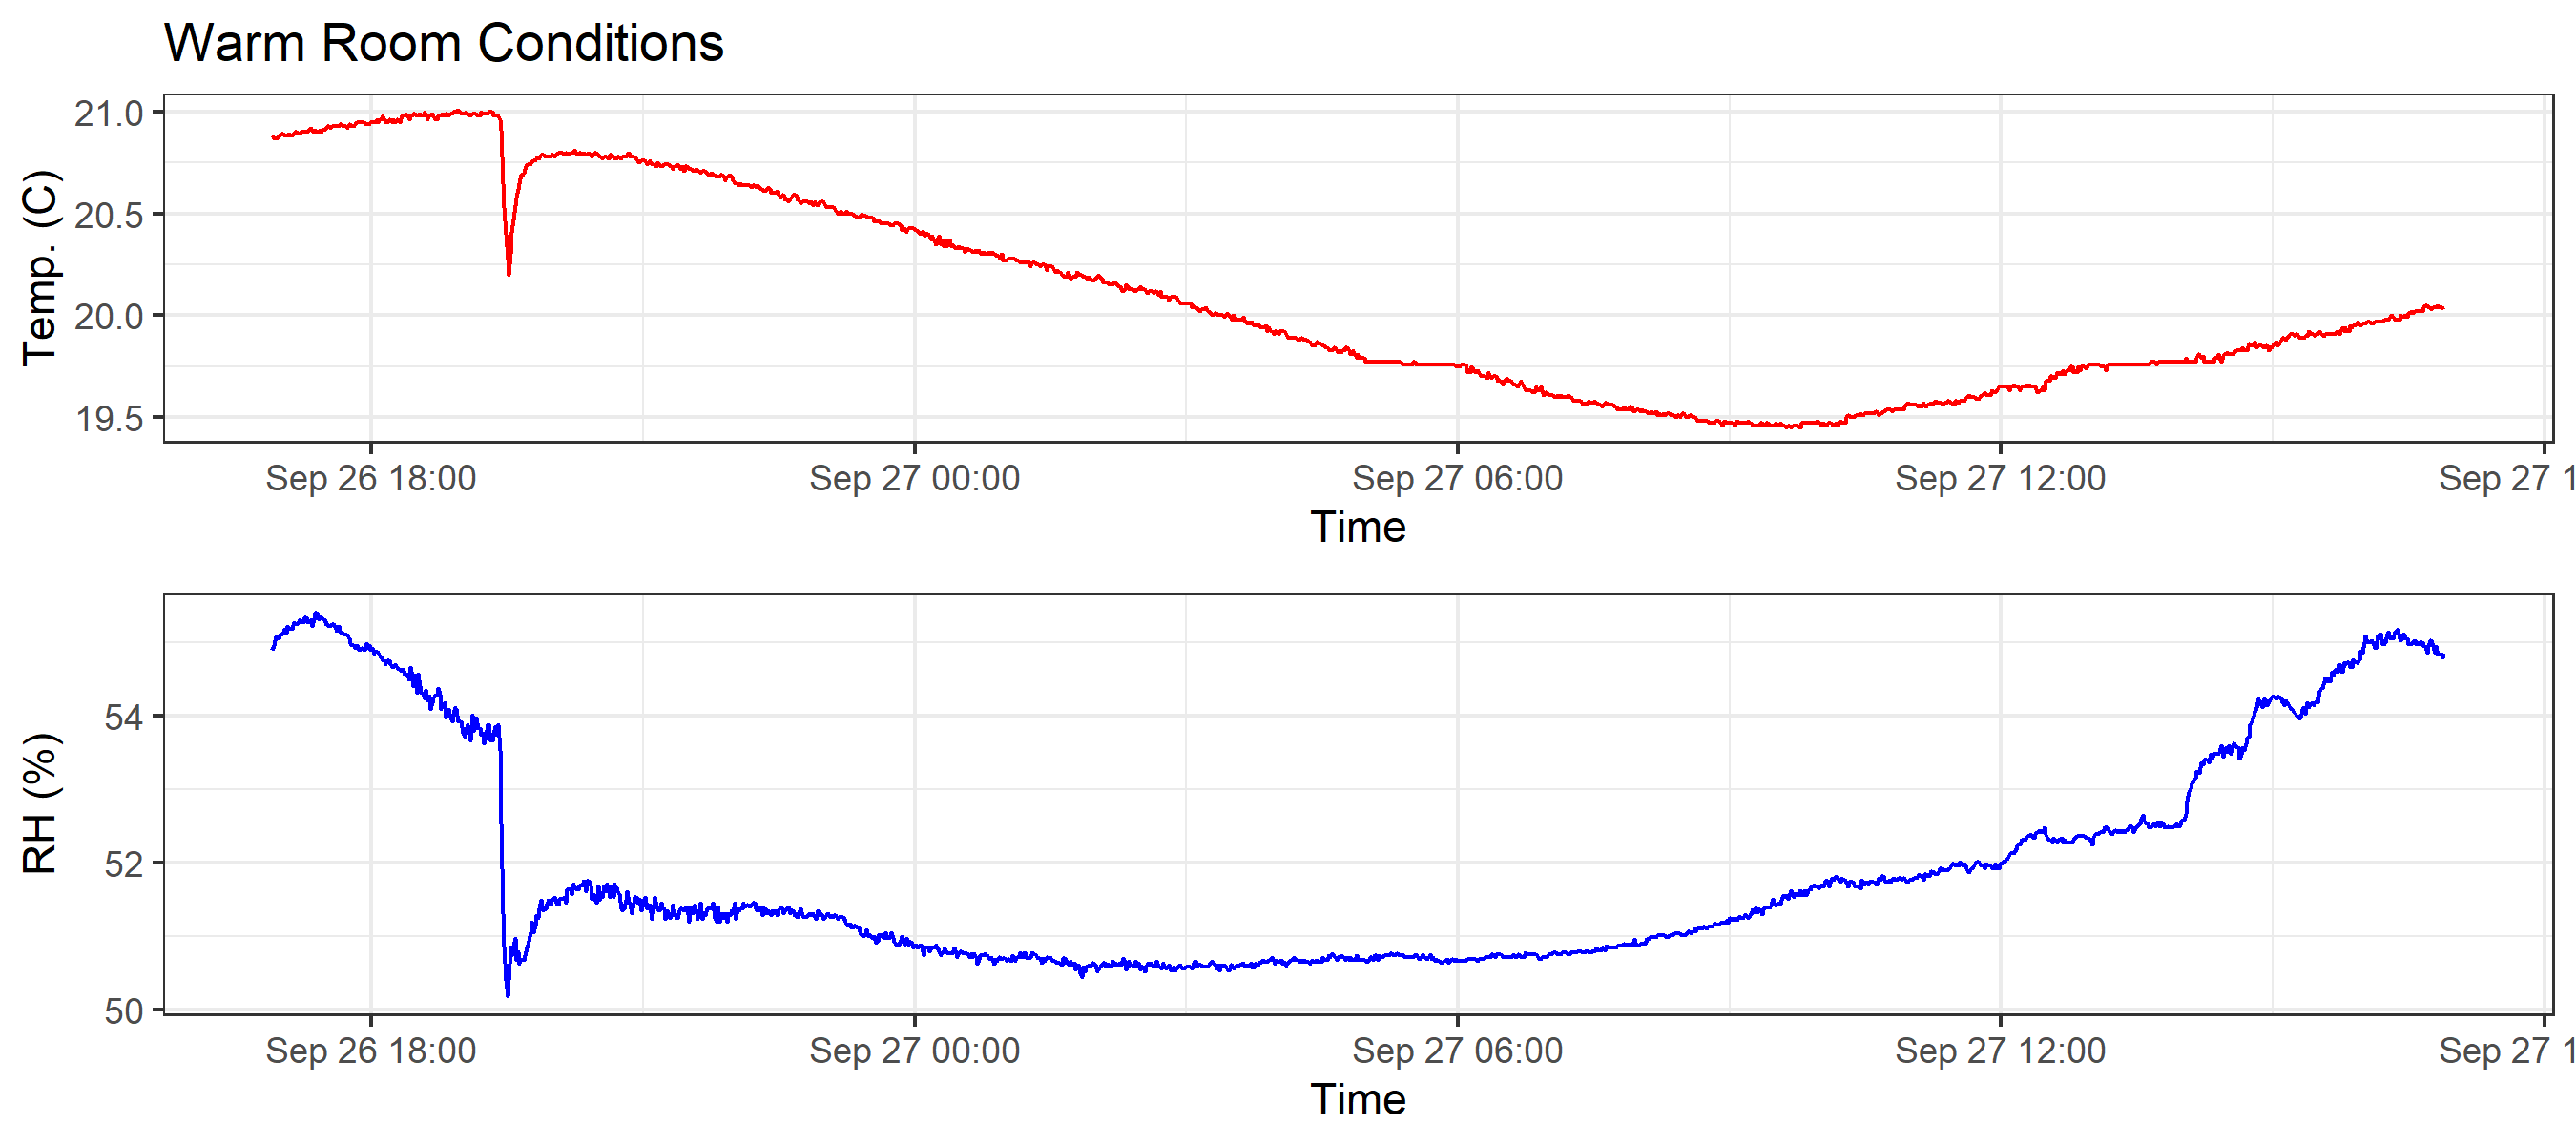 Warm Room Conditions
Temp. (C)
21.0
20.5
20.0
19.5
Sep 26 18:00 Sep 27 00:00 Sep 27 06:00 Sep 27 12:00 Sep 27 1
Time
RH (%)
54
52
50
Sep 26 18:00 Sep 27 00:00 Sep 27 06:00 Sep 27 12:00 Sep 27 1
Time